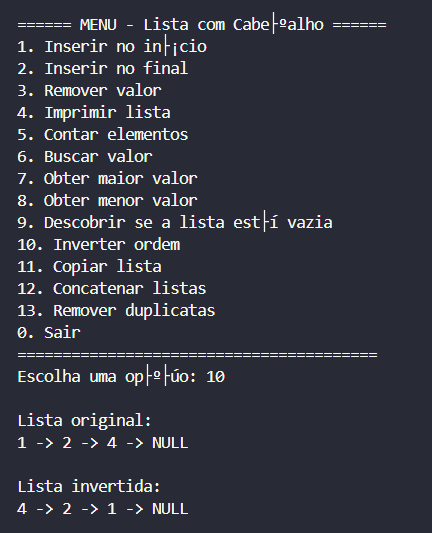 ====== MENU - Lista com Cabe├ºalho ======
1. Inserir no in├¡cio
2. Inserir no final
3. Remover valor
4. Imprimir lista
5. Contar elementos
6. Buscar valor
7. Obter maior valor
8. Obter menor valor
9. Descobrir se a lista est├í vazia
10. Inverter ordem
11. Copiar lista
12. Concatenar listas
13. Remover duplicatas
0. Sair
========================================
Escolha uma op├º├úo: 10
Lista original:
1 -> 2 -> 4 -> NULL
Lista invertida:
4 -> 2 -> 1 -> NULL